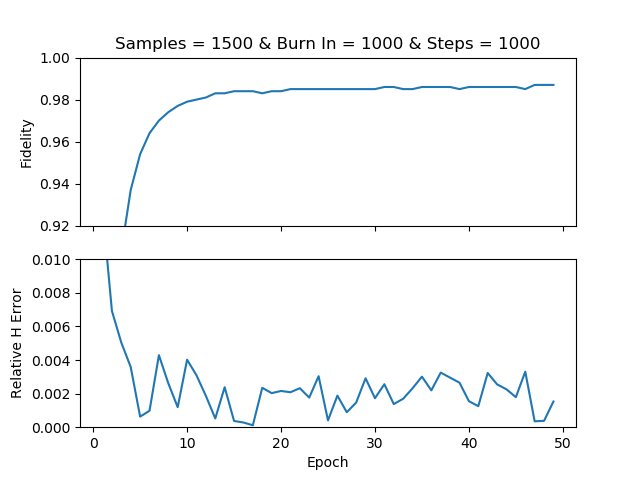 Samples = 1500 & Burn In = 1000 & Steps = 1000
1.00
0.98
0.96
0.94
0.92
Fidelity
0.010
0.008
0.006
0.004
0.002
0.000
Relative H Error
0 10 20 30 40 50
Epoch